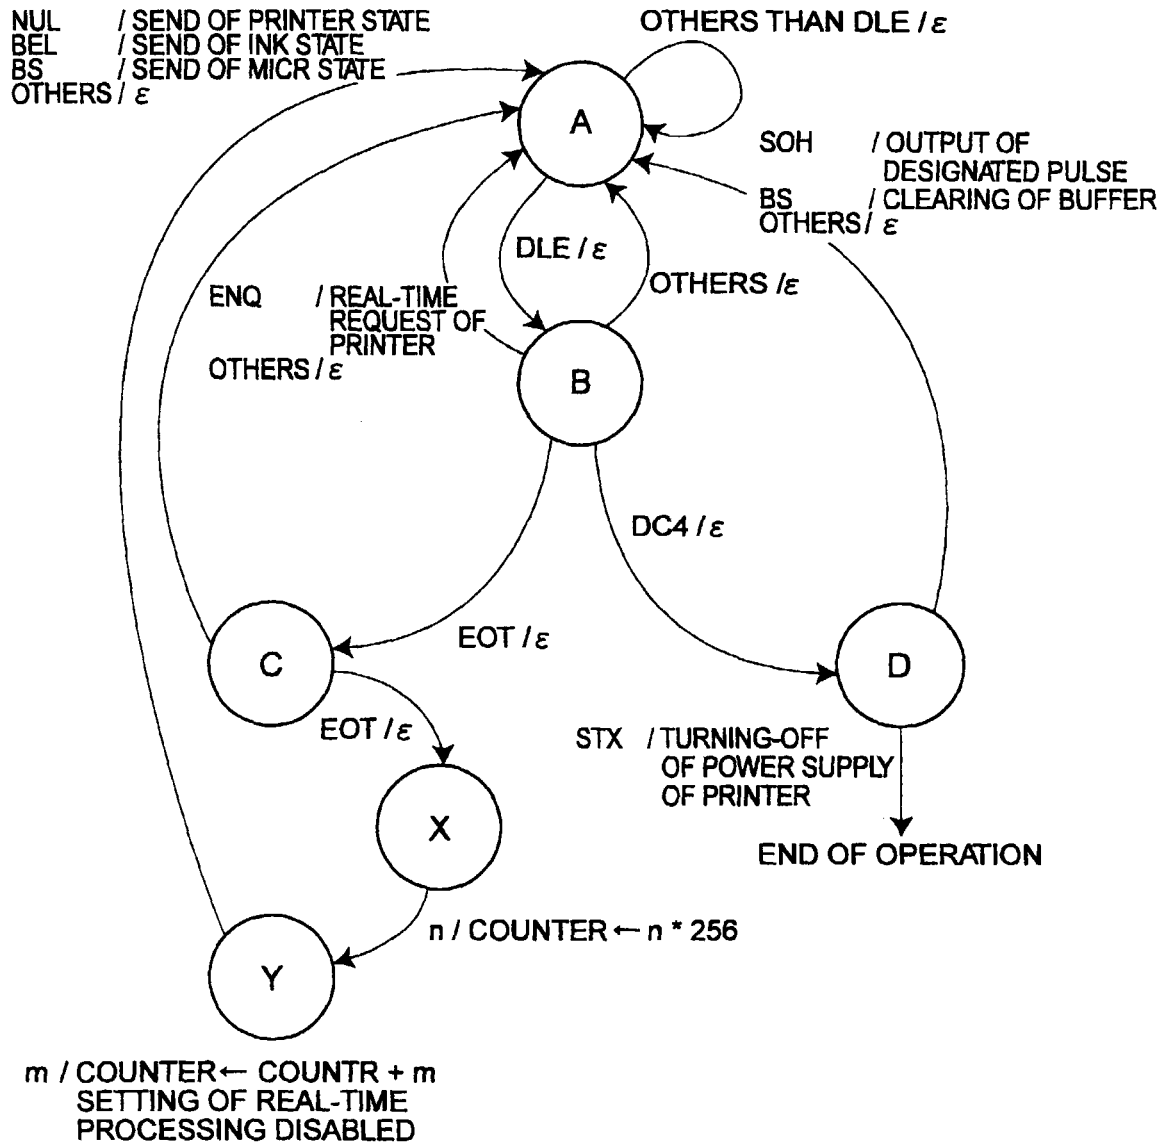 NUL / SEND OF PRINTER STATE
BEL / SEND OF INK STATE
BS / SEND OF MICR STATE
OTHERS / ε
OTHERS THAN DLE / ε
A
SOH / OUTPUT OF
DESIGNATED PULSE
BS / CLEARING OF BUFFER
OTHERS / ε
DLE / ε
OTHERS / ε
ENQ / REAL-TIME
REQUEST OF
PRINTER
OTHERS / ε
B
DC4 / ε
EOT / ε
C
D
EOT / ε
STX / TURNING-OFF
OF POWER SUPPLY
OF PRINTER
X
END OF OPERATION
n / COUNTER ← n * 256
Y
m / COUNTER ← COUNTR + m
SETTING OF REAL-TIME
PROCESSING DISABLED